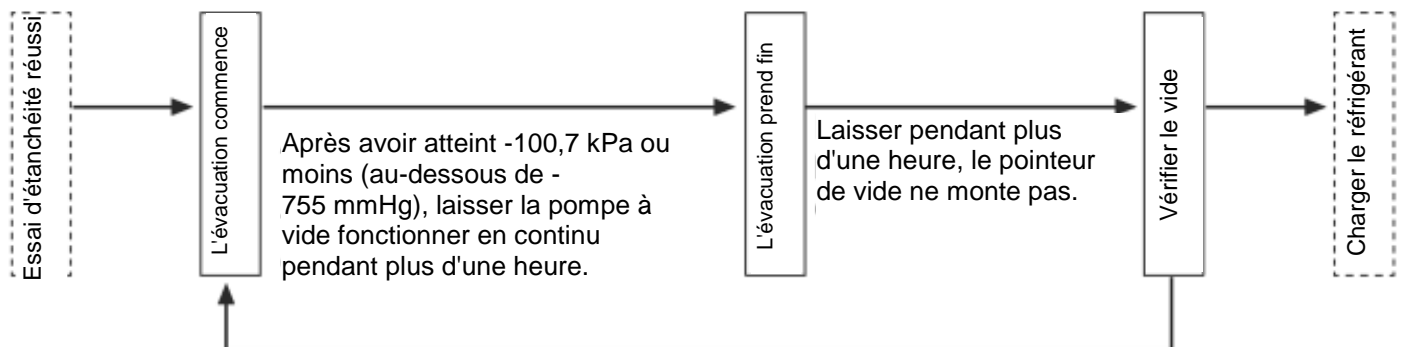 Essai d'étanchéité réussi
L'évacuation commence
Après avoir atteint -100,7 kPa ou
moins (au-dessous de -
755 mmHg), laisser la pompe à
vide fonctionner en continu
pendant plus d'une heure.
L'évacuation prend fin
Laisser pendant plus
d'une heure, le pointeur
de vide ne monte pas.
Vérifier le vide
Charger le réfrigérant